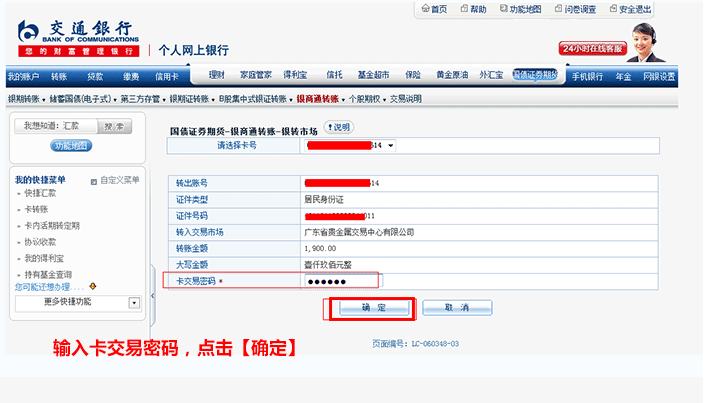 首页 帮助 功能地图 问卷调查 安全退出
交通银行
BANK OF COMMUNICATIONS
您的财富管理银行
个人网上银行
24小时在线客服
我的账户 转账 贷款 缴费 信用卡 理财 家庭管家 得利宝 信托 基金超市 保险 黄金原油 外汇宝 国债证券期货 手机银行 年金 网银设置
银期转账 储蓄国债(电子式) 第三方存管 银期证转账 B股集中式银证转账 银商通转账 个股期权 交易说明
我想知道：汇款 搜 索
功能地图
国债证券期货-银商通转账-银转市场 ？说明
请选择卡号 614
我的快捷菜单 自定义菜单
快捷汇款
卡转账
卡内活期转定期
协议收款
我的得利宝
持有基金查询
您可能还想办理....
更多快捷功能
转出账号 614
证件类型 居民身份证
证件号码 011
转入交易市场 广东省贵金属交易中心有限公司
转账金额 1,900.00
大写金额 壹仟玖佰元整
卡交易密码 * ●●●●●●
确 定 取 消
输入卡交易密码，点击【确定】
页面编号：LC-060348-03